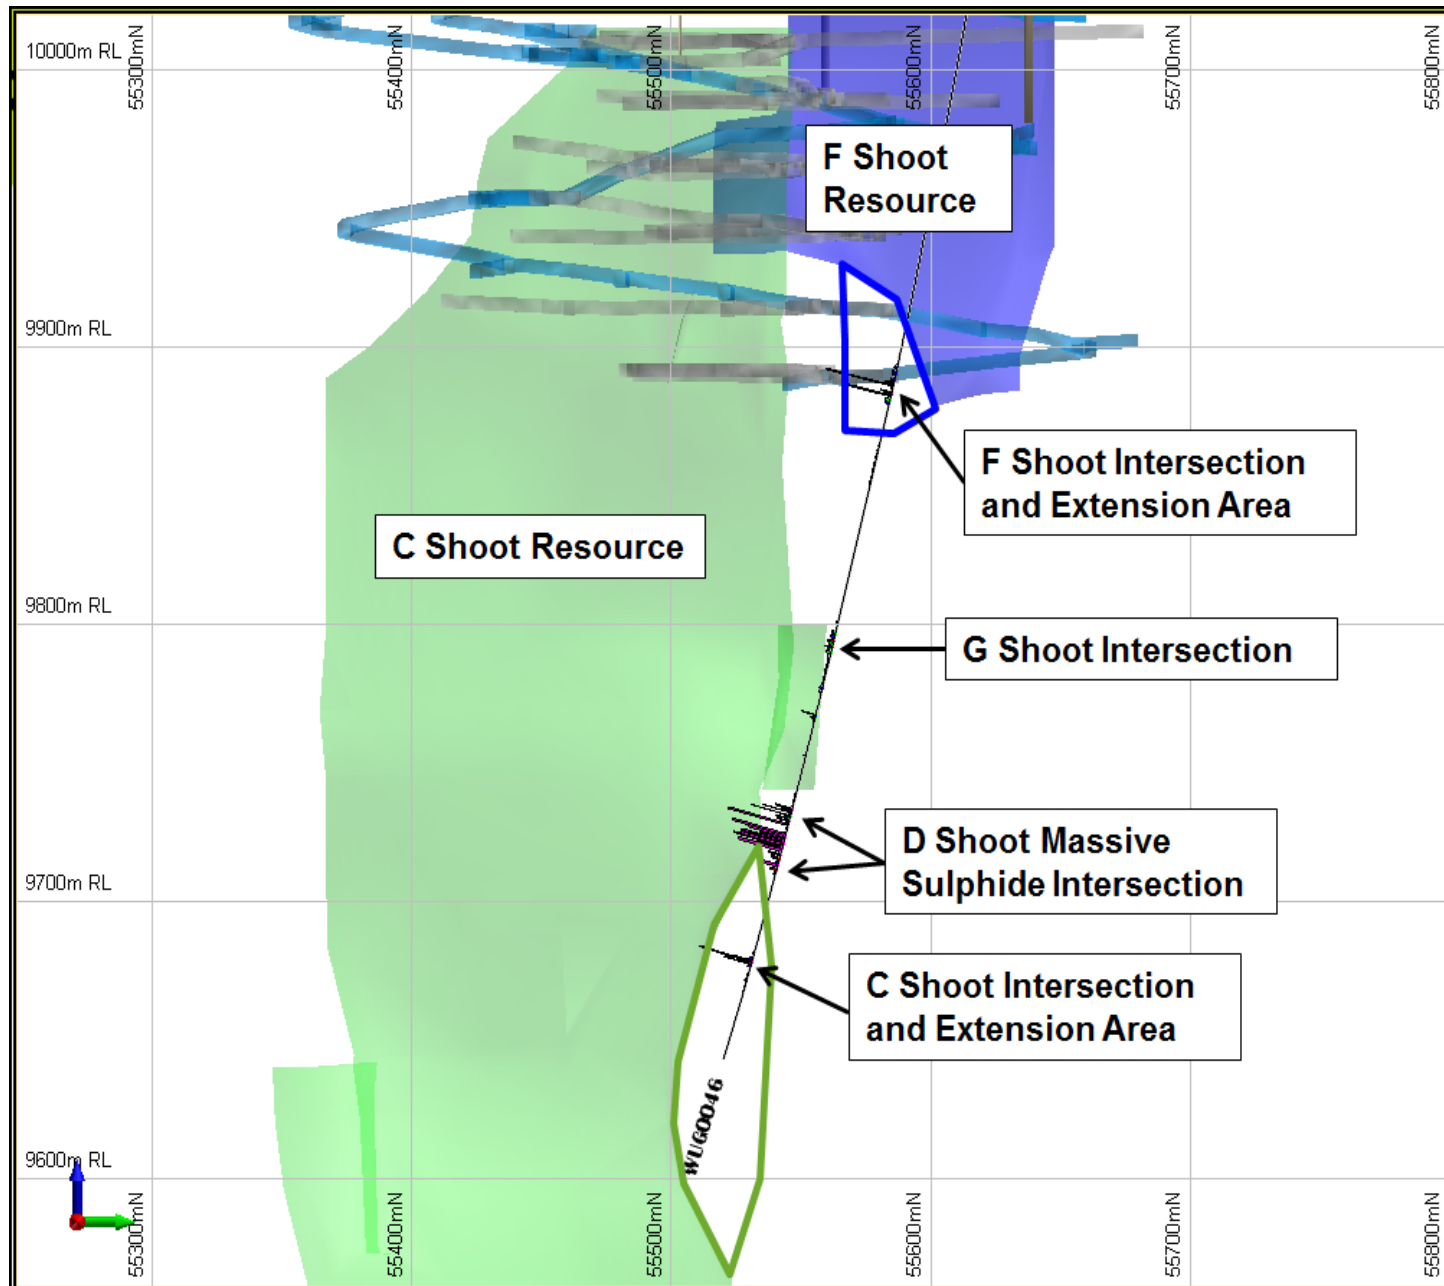 55300mN
55400mN
55500mN
55600mN
55700mN
55800mN
10000m RL
F Shoot
Resource
9900m RL
F Shoot Intersection
and Extension Area
C Shoot Resource
9800m RL
G Shoot Intersection
D Shoot Massive
Sulphide Intersection
9700m RL
C Shoot Intersection
and Extension Area
WUG0046
9600m RL
55300mN
55400mN
55500mN
55600mN
55700mN
55800mN